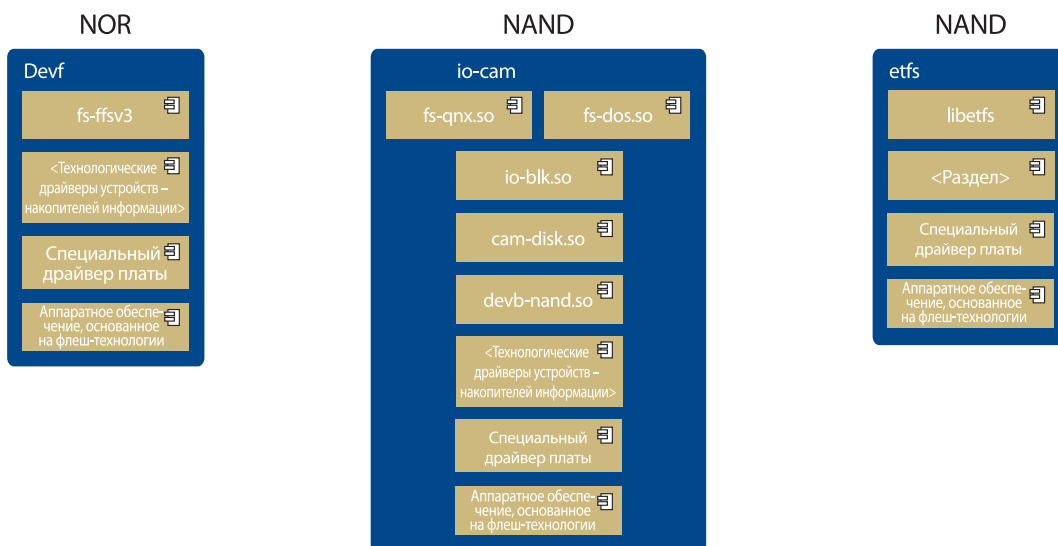 NOR
Devf
fs-ffsv3
<Технологические
драйверы устройств –
накопителей информации>
Специальный
драйвер платы
Аппаратное обеспе-
чение, основанное
на флеш-технологии
NAND
io-cam
fs-qnx.so
fs-dos.so
io-blk.so
cam-disk.so
devb-nand.so
<Технологические
драйверы устройств –
накопителей информации>
Специальный
драйвер платы
Аппаратное обеспе-
чение, основанное
на флеш-технологии
NAND
etfs
libetfs
<Раздел>
Специальный
драйвер платы
Аппаратное обеспе-
чение, основанное
на флеш-технологии